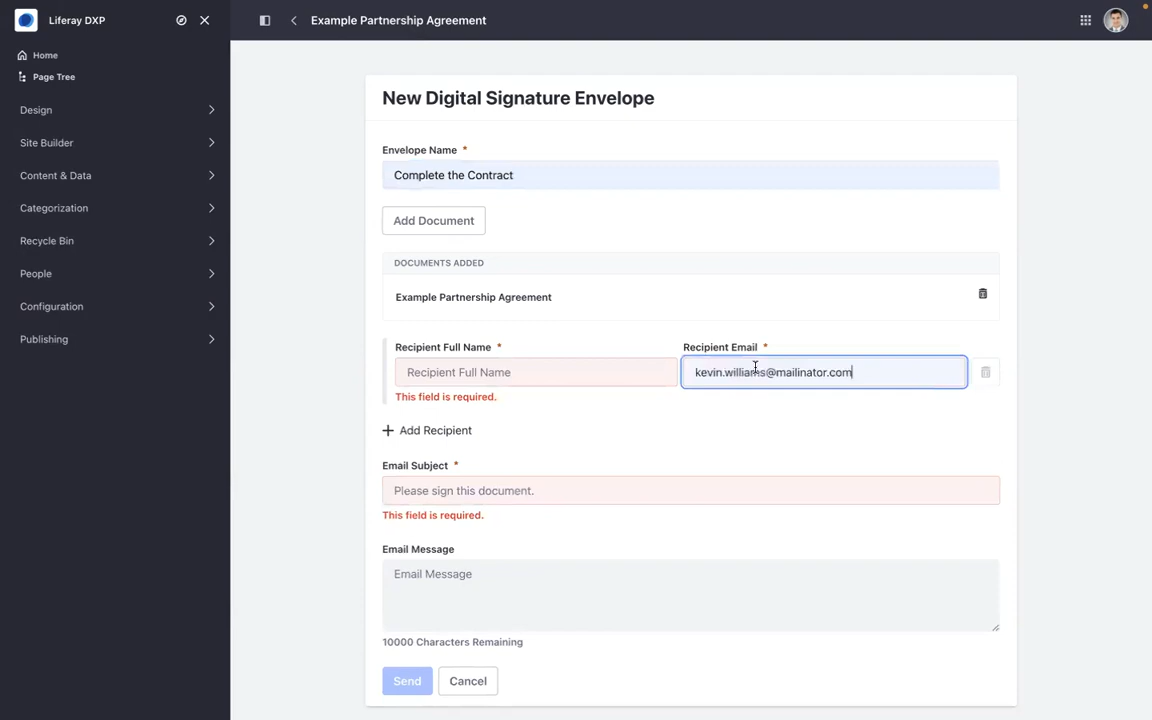 Liferay DXP
Example Partnership Agreement
Home
Page Tree
Design
Site Builder
Content & Data
Categorization
Recycle Bin
People
Configuration
Publishing
New Digital Signature Envelope
Envelope Name *
Complete the Contract
Add Document
DOCUMENTS ADDED
Example Partnership Agreement
Recipient Full Name * Recipient Email *
Recipient Full Name kevin.williams@mailinator.com
This field is required.
Add Recipient
Email Subject *
Please sign this document.
This field is required.
Email Message
Email Message
10000 Characters Remaining
Send Cancel